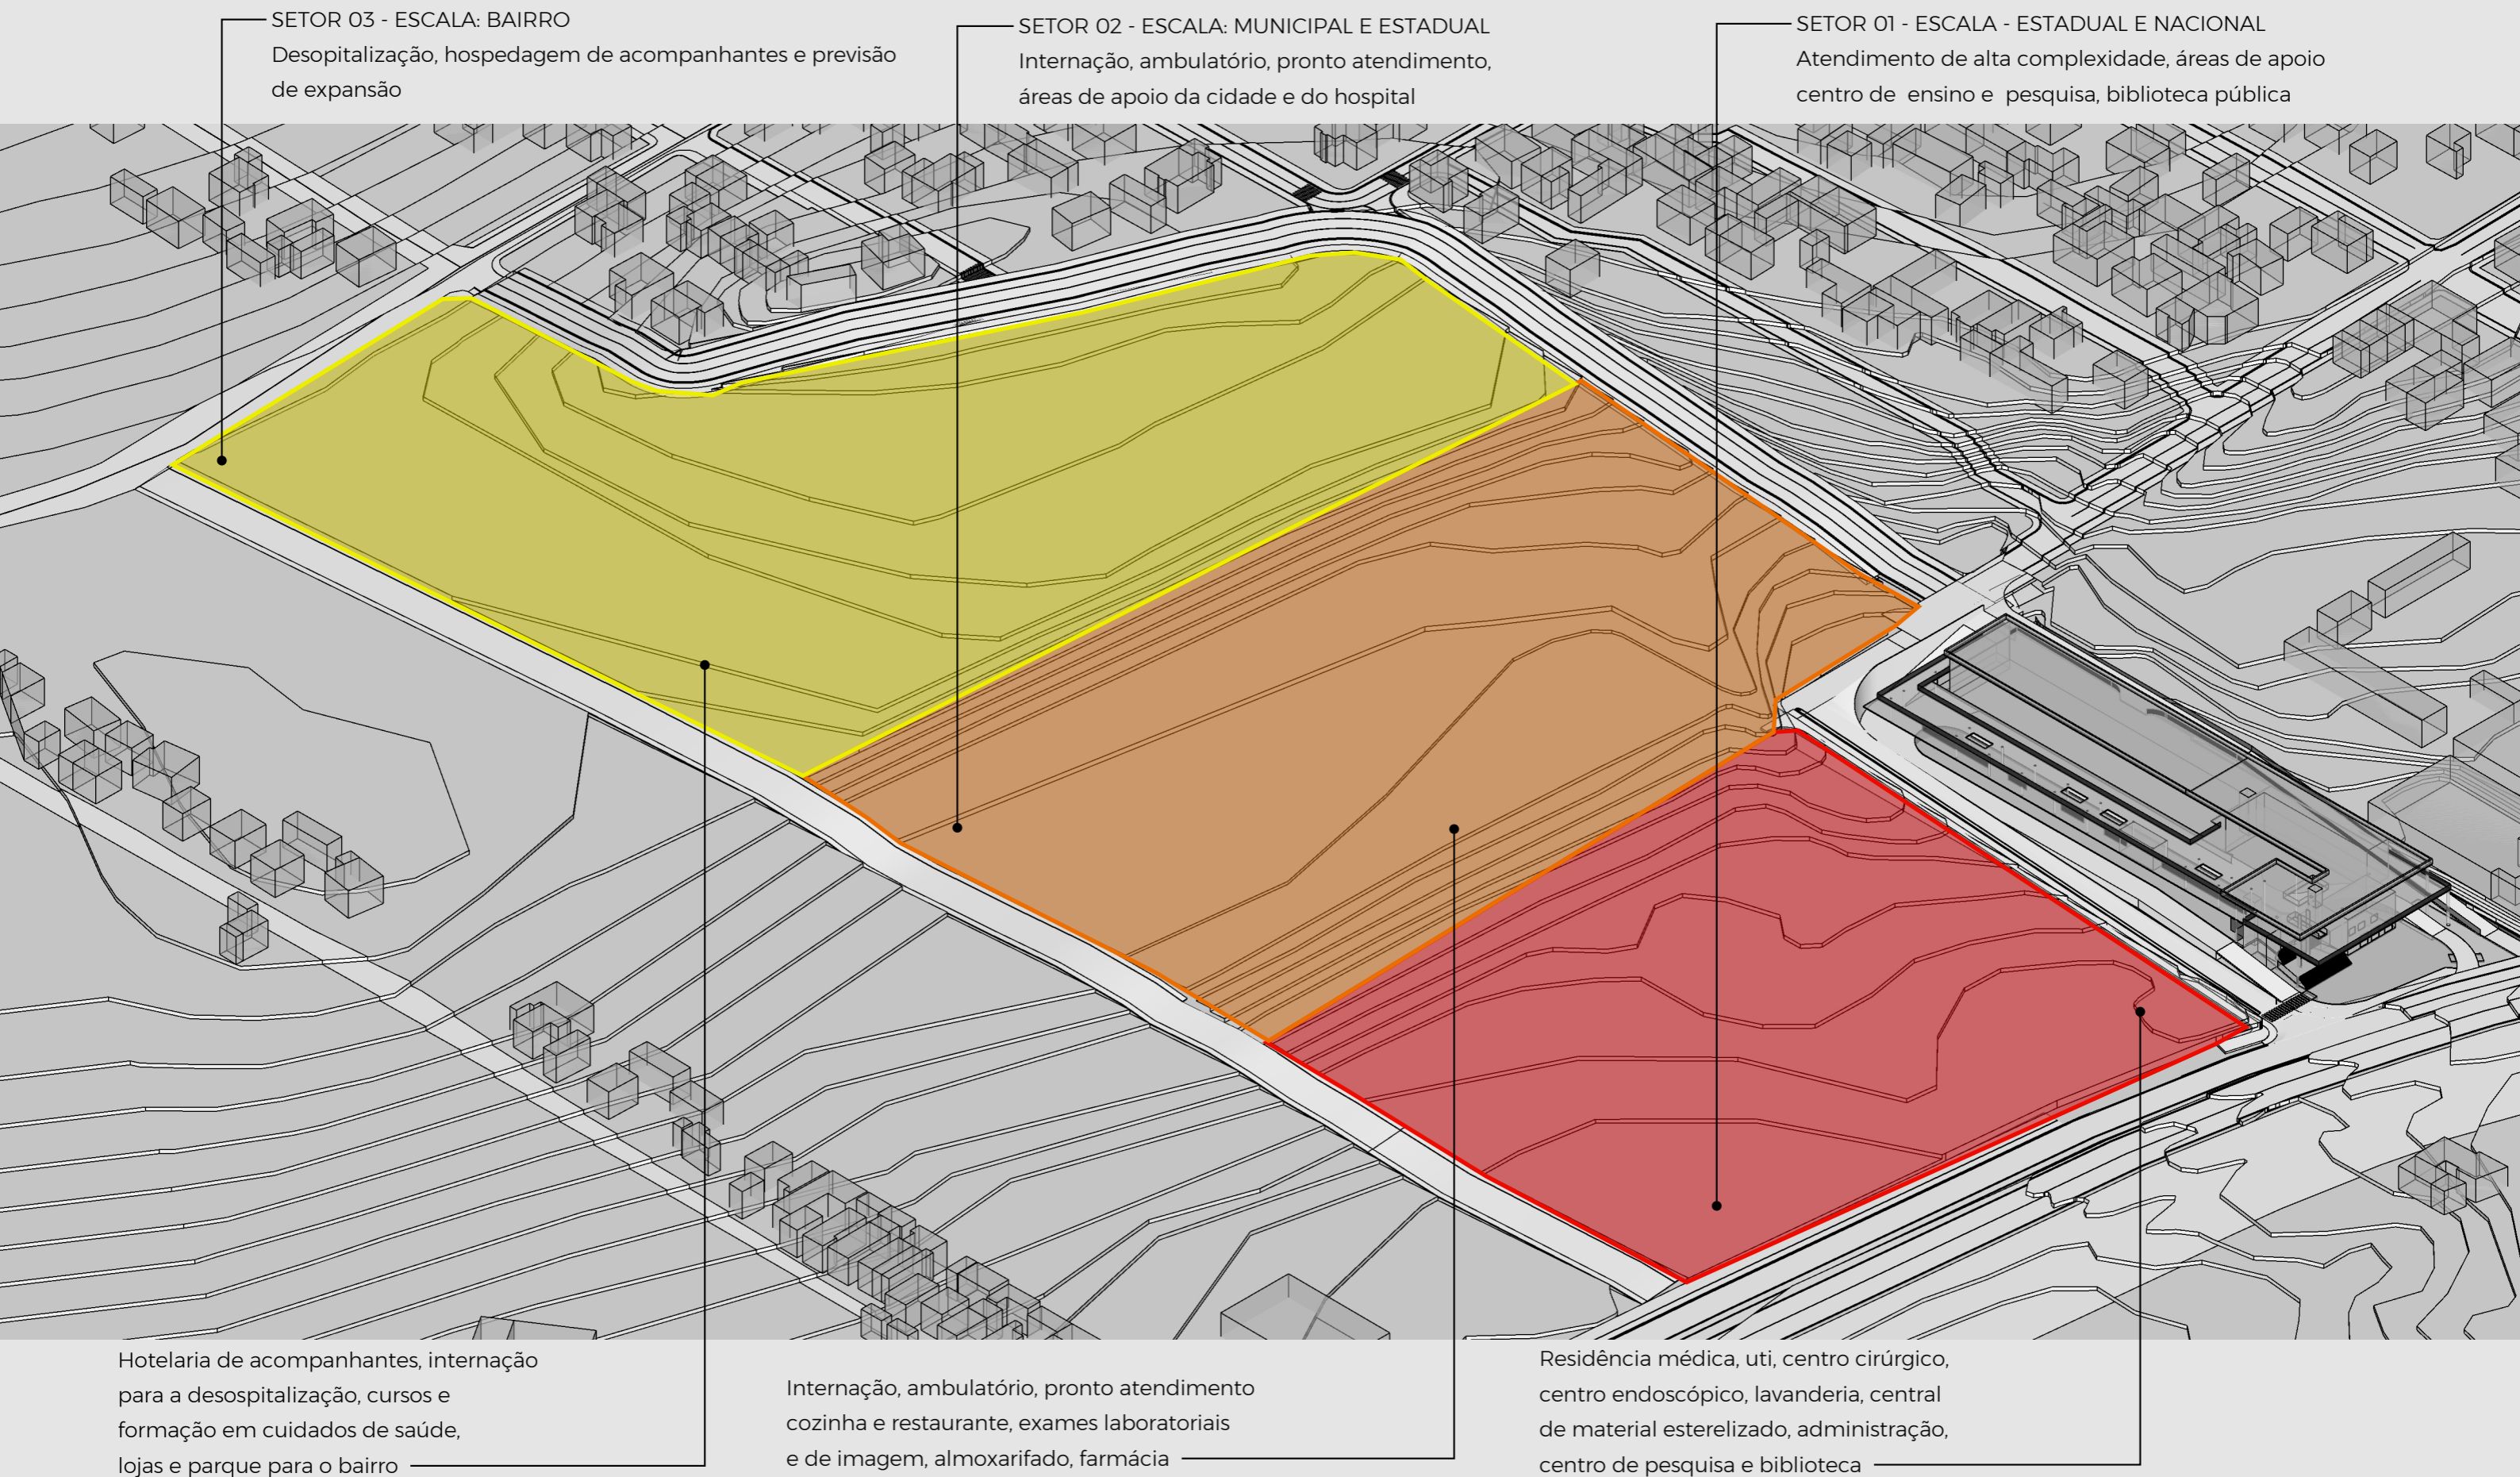 SETOR 03 - ESCALA: BAIRRO
Desopitalização, hospedagem de acompanhantes e previsão
de expansão
SETOR 02 - ESCALA: MUNICIPAL E ESTADUAL
Internação, ambulatório, pronto atendimento,
áreas de apoio da cidade e do hospital
SETOR 01 - ESCALA - ESTADUAL E NACIONAL
Atendimento de alta complexidade, áreas de apoio
centro de ensino e pesquisa, biblioteca pública
Hotelaria de acompanhantes, internação
para a desospitalização, cursos e
formação em cuidados de saúde,
lojas e parque para o bairro
Internação, ambulatório, pronto atendimento
cozinha e restaurante, exames laboratoriais
e de imagem, almoxarifado, farmácia
Residência médica, uti, centro cirúrgico,
centro endoscópico, lavanderia, central
de material esterelizado, administração,
centro de pesquisa e biblioteca